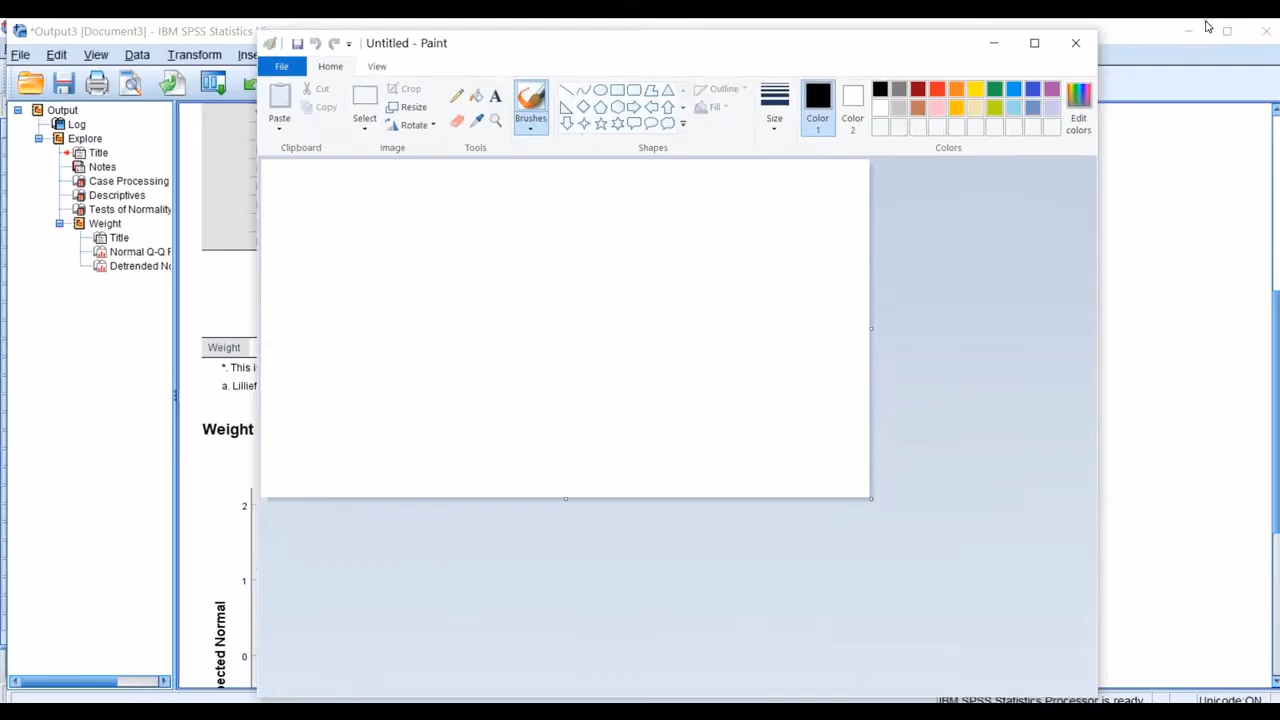 *Output3 [Document3] - IBM SPSS Statistics
File Edit View Data Transform
Output
Log
Explore
Title
Notes
Case Processing
Descriptives
Tests of Normality
Weight
Title
Normal Q-Q
Detrended
Weight
*. This
a.
Weight
2
1
0
Normal
Untitled - Paint
File Home View
Paste
Cut
Copy
Clipboard
Select
Crop
Resize
Rotate
Image
A
Tools
Brushes
Outline
Fill
Shapes
Size
Color 1
Color 2
Edit colors
Colors
IBM SPSS Statistics Processor is ready
Unicode:ON